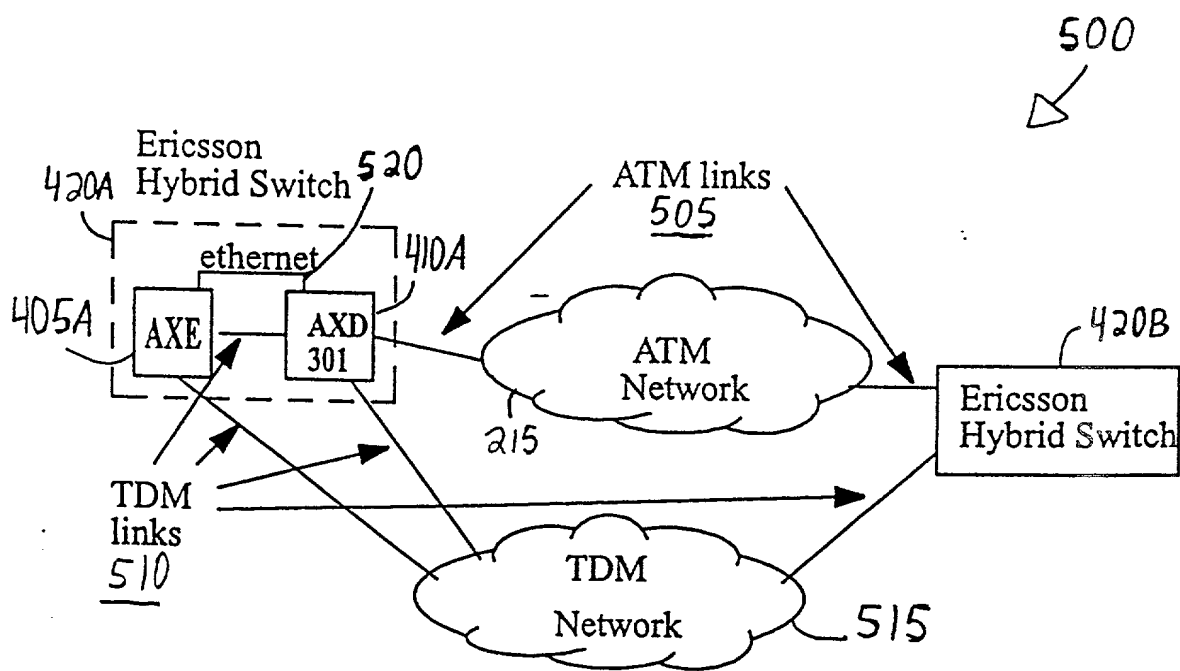 500
Ericsson
Hybrid Switch
520
420A
ATM links
505
ethernet
410A
405A
AXE
AXD
301
ATM
Network
420B
215
Ericsson
Hybrid Switch
TDM
links
510
TDM
Network
515